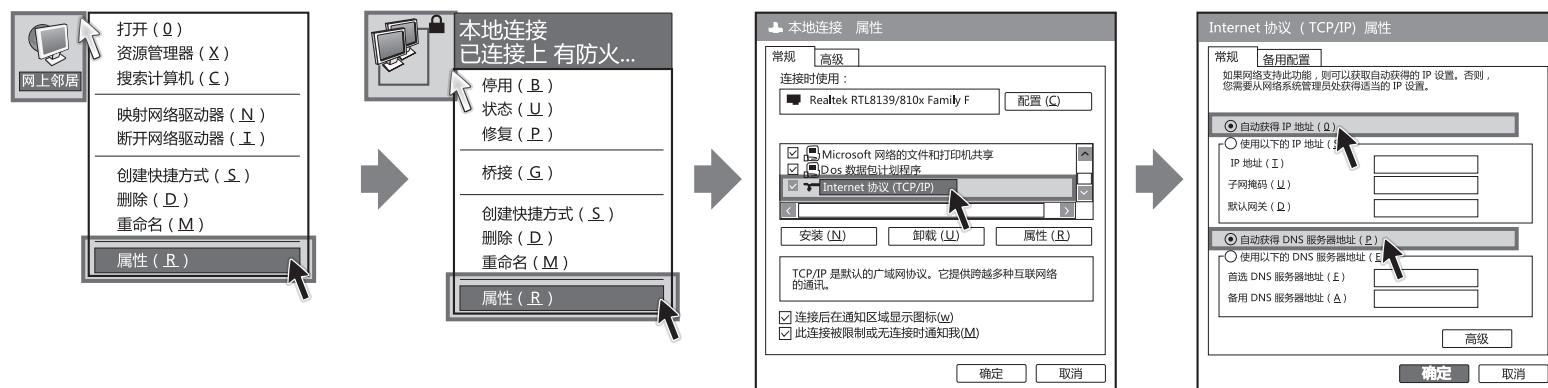 网上邻居
打开 ( 0 )
资源管理器 ( X )
搜索计算机 ( C )
映射网络驱动器 ( N )
断开网络驱动器 ( I )
创建快捷方式 ( S )
删除 ( D )
重命名 ( M )
属性 ( R )
本地连接
已连接上 有防火...
停用 ( B )
状态 ( U )
修复 ( P )
桥接 ( G )
创建快捷方式 ( S )
删除 ( D )
重命名 ( M )
属性 ( R )
本地连接 属性
常规 高级
连接时使用：
Realtek RTL8139/810x Family F 配置 (C)
Microsoft 网络的文件和打印机共享
Dos 数据包计划程序
Internet 协议 (TCP/IP)
安装 (N) 卸载 (U) 属性 (R)
TCP/IP 是默认的广域网协议。它提供跨越多种互联网络
的通讯。
连接后在通知区域显示图标(w)
此连接被限制或无连接时通知我(M)
确定 取消
Internet 协议 ( TCP/IP) 属性
常规 备用配置
如果网络支持此功能，则可以获取自动获得的 IP 设置。否则，
您需要从网络系统管理员处获得适当的 IP 设置。
自动获得 IP 地址 ( 0 )
使用以下的 IP 地址 (
IP 地址 ( I )
子网掩码 ( U )
默认网关 ( D )
自动获得 DNS 服务器地址 ( P )
使用以下的 DNS 服务器地址 ( E
首选 DNS 服务器地址 ( F )
备用 DNS 服务器地址 ( A )
高级
确定 取消